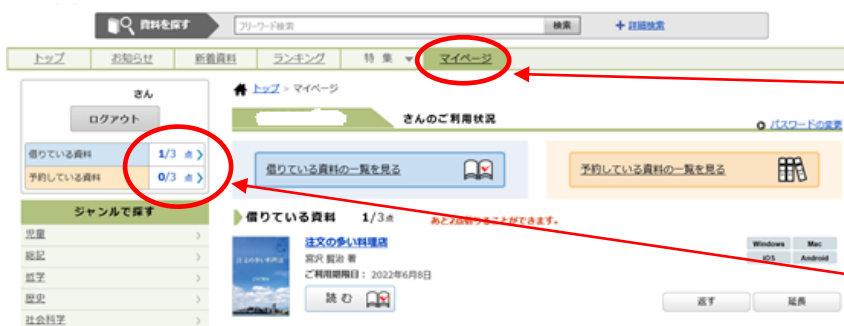 資料を探す フリーワード検索 検索 + 詳細検索
トップ お知らせ 新着資料 ランキング 特集 ▼ マイページ
さん
ログアウト
借りている資料 1/3 点 >
予約している資料 0/3 点 >
ジャンルで探す
児童 >
総記 >
哲学 >
歴史 >
社会科学 >
トップ > マイページ
さんのご利用状況
パスワードの変更
借りている資料の一覧を見る
予約している資料の一覧を見る
借りている資料 1/3点 あと2点借りることができます。
注文の多い料理店
宮沢 賢治 著
ご利用期限日：2022年6月8日
読む
Windows Mac
iOS Android
返す 延長